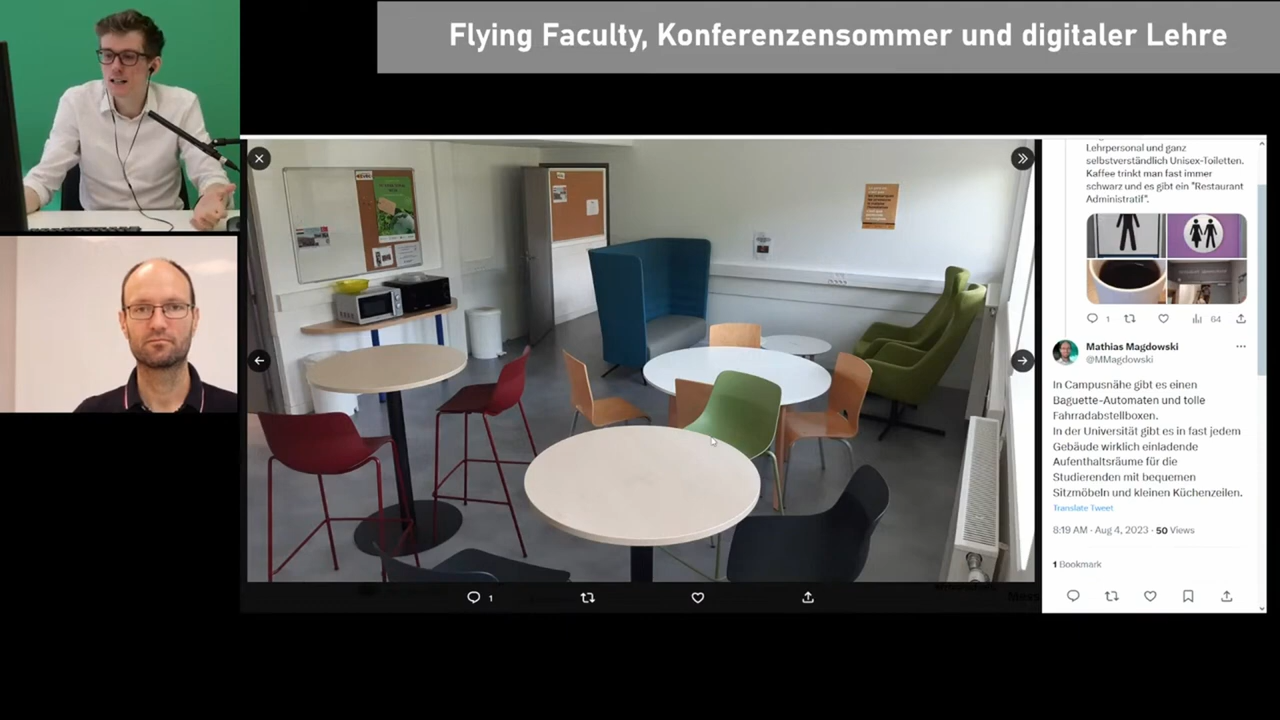 Flying Faculty, Konferenzensommer und digitaler Lehre
Lehrpersonal und ganz
selbstverständlich Unisex-Toiletten.
Kaffee trinkt man fast immer
schwarz und es gibt ein "Restaurant
Administratif".
1
64
Mathias Magdowski
@MMagdowski
In Campusnähe gibt es einen
Baguette-Automaten und tolle
Fahrradabstellboxen.
In der Universität gibt es in fast jedem
Gebäude wirklich einladende
Aufenthaltsräume für die
Studierenden mit bequemen
Sitzmöbeln und kleinen Küchenzeilen.
Translate Tweet
8:19 AM · Aug 4, 2023 · 50 Views
1 Bookmark
1